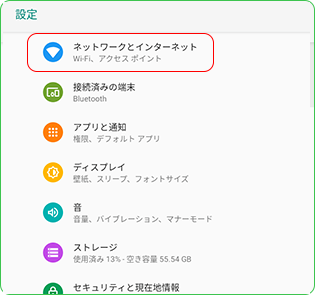 設定
ネットワークとインターネット
Wi-Fi、アクセス ポイント
接続済みの端末
Bluetooth
アプリと通知
権限、デフォルト アプリ
ディスプレイ
壁紙、スリープ、フォントサイズ
音
音量、バイブレーション、マナーモード
ストレージ
使用済み 13% - 空き容量 55.54 GB
セキュリティと現在地情報